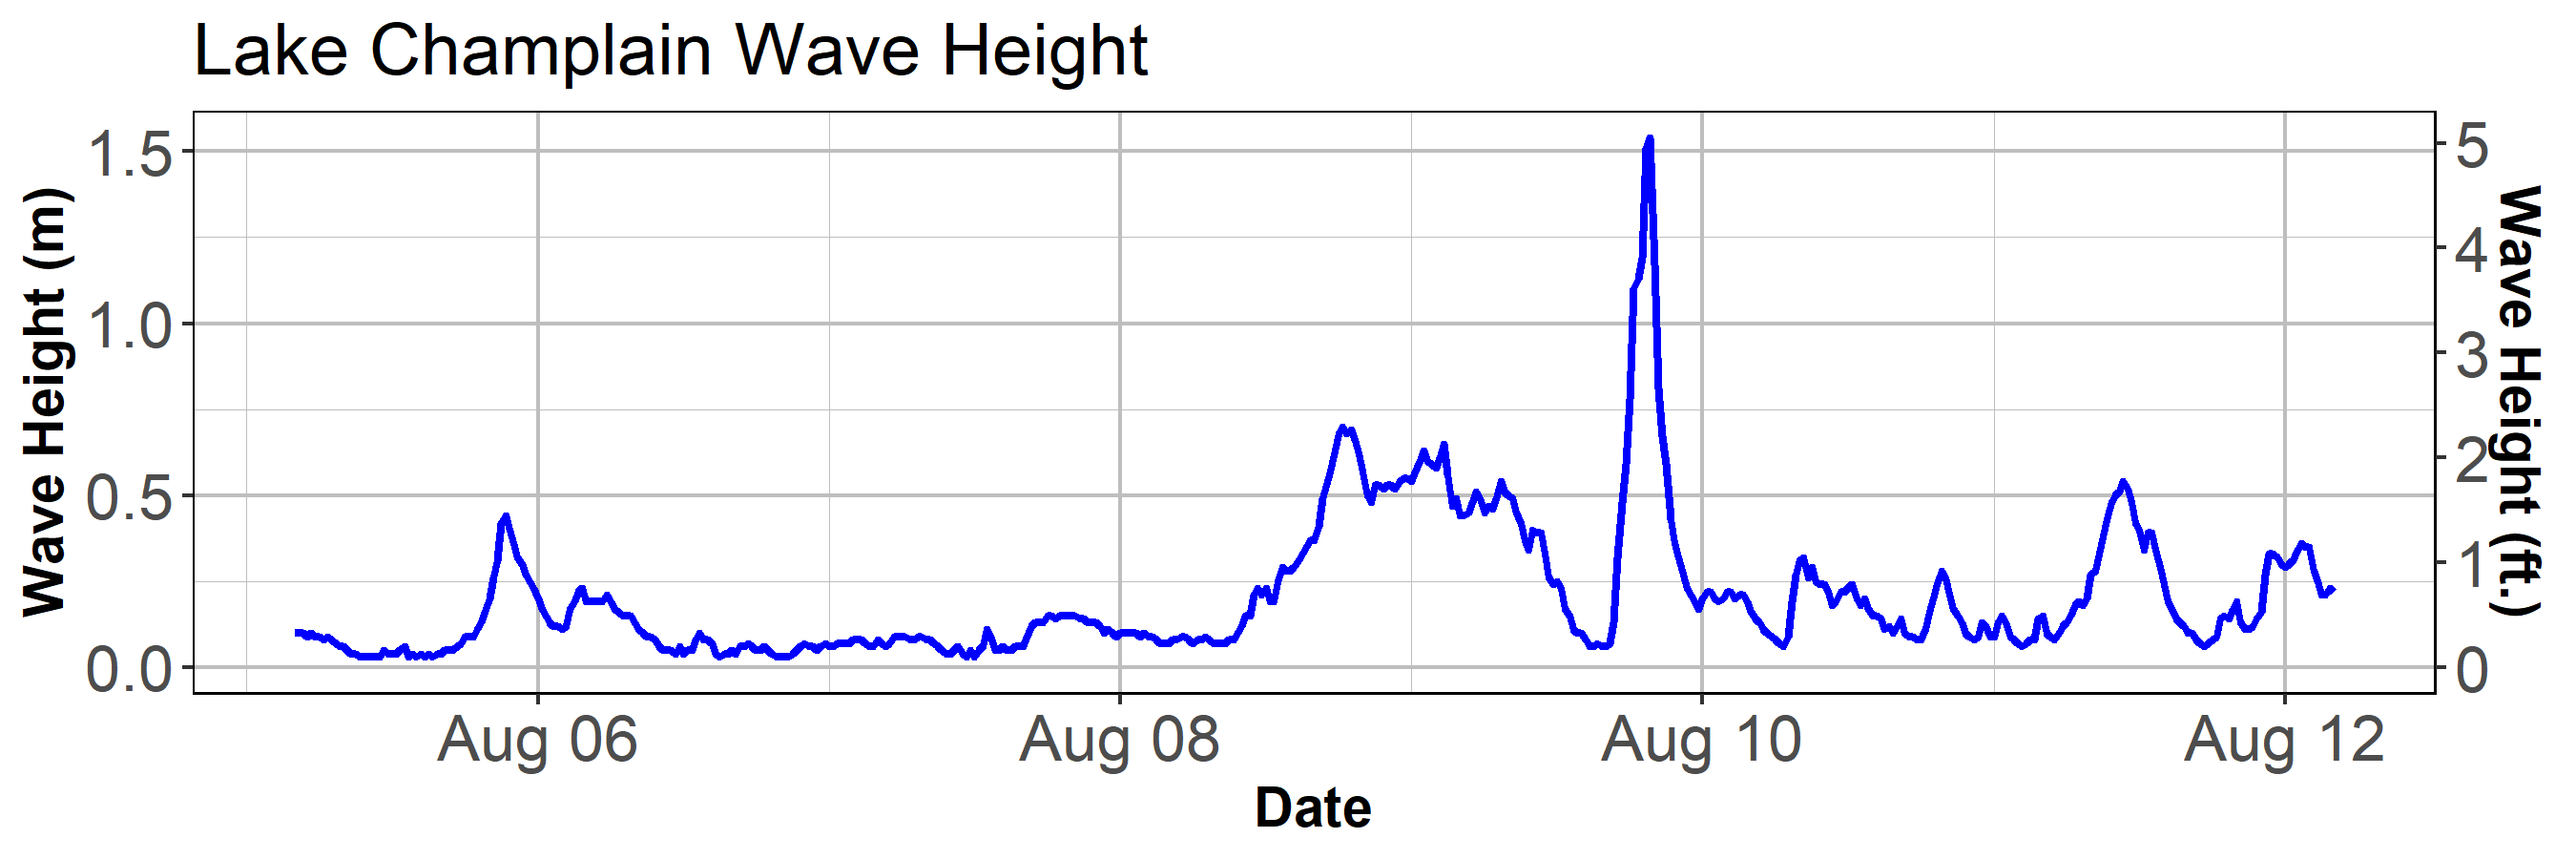 Lake Champlain Wave Height
Wave Height (m)
1.5
1.0
0.5
0.0
5
4
3
2
1
0
Wave Height (ft.)
Aug 06
Aug 08
Aug 10
Aug 12
Date